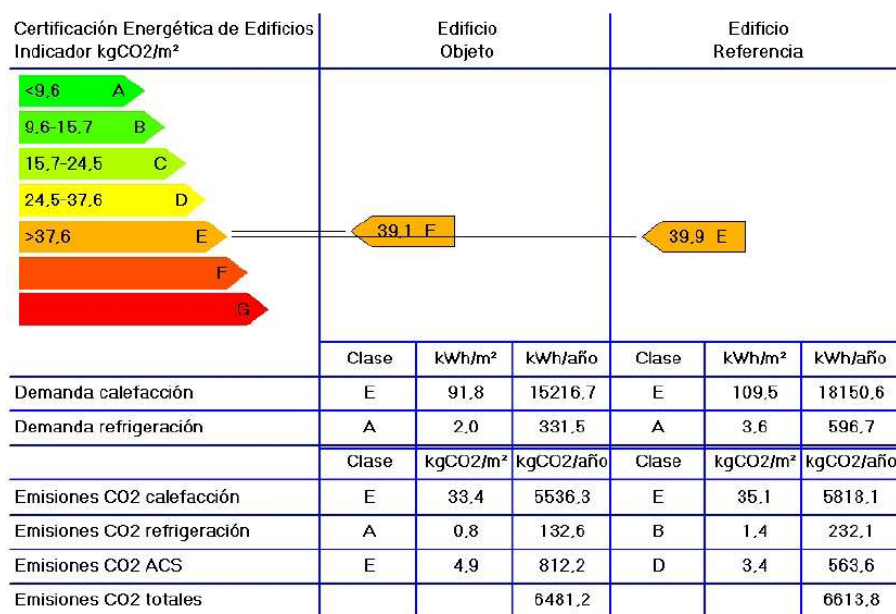 Certificación Energética de Edificios
Indicador kgCO2/m²
Edificio
Objeto
Edificio
Referencia
<9,6 A
9,6-15,7 B
15,7-24,5 C
24,5-37,6 D
>37,6 E
F
G
39,1 E
39,9 E
Clase kWh/m² kWh/año Clase kWh/m² kWh/año
Demanda calefacción E 91,8 15216,7 E 109,5 18150,6
Demanda refrigeración A 2,0 331,5 A 3,6 596,7
Clase kgCO2/m² kgCO2/año Clase kgCO2/m² kgCO2/año
Emisiones CO2 calefacción E 33,4 5536,3 E 35,1 5818,1
Emisiones CO2 refrigeración A 0,8 132,6 B 1,4 232,1
Emisiones CO2 ACS E 4,9 812,2 D 3,4 563,6
Emisiones CO2 totales 6481,2 6613,8